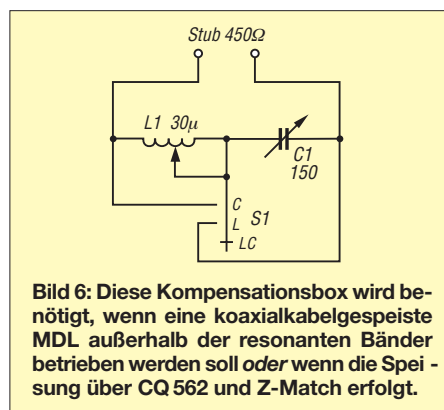 Stub 450Ω
L1 30µ
C1
150
C
L
S1
LC
Bild 6: Diese Kompensationsbox wird be-
nötigt, wenn eine koaxialkabelgespeiste
MDL außerhalb der resonanten Bänder
betrieben werden soll oder wenn die Spei -
sung über CQ 562 und Z-Match erfolgt.